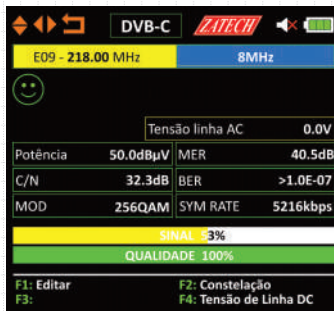 DVB-C ZATECH
E09 - 218.00 MHz 8MHz
Tensão linha AC 0.0V
Potência 50.0dBµV MER 40.5dB
C/N 32.3dB BER >1.0E-07
MOD 256QAM SYM RATE 5216kbps
SINAL 53%
QUALIDADE 100%
F1: Editar F2: Constelação
F3: F4: Tensão de Linha DC